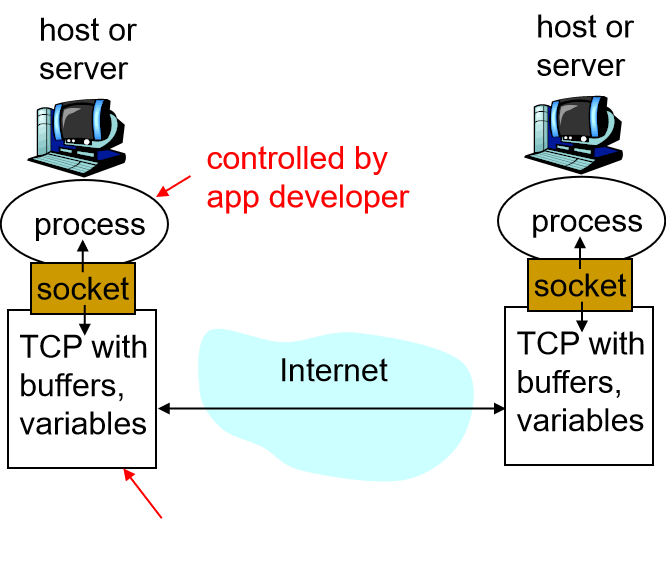 host or
server
host or
server
controlled by
app developer
process
process
socket
socket
TCP with
buffers,
variables
Internet
TCP with
buffers,
variables